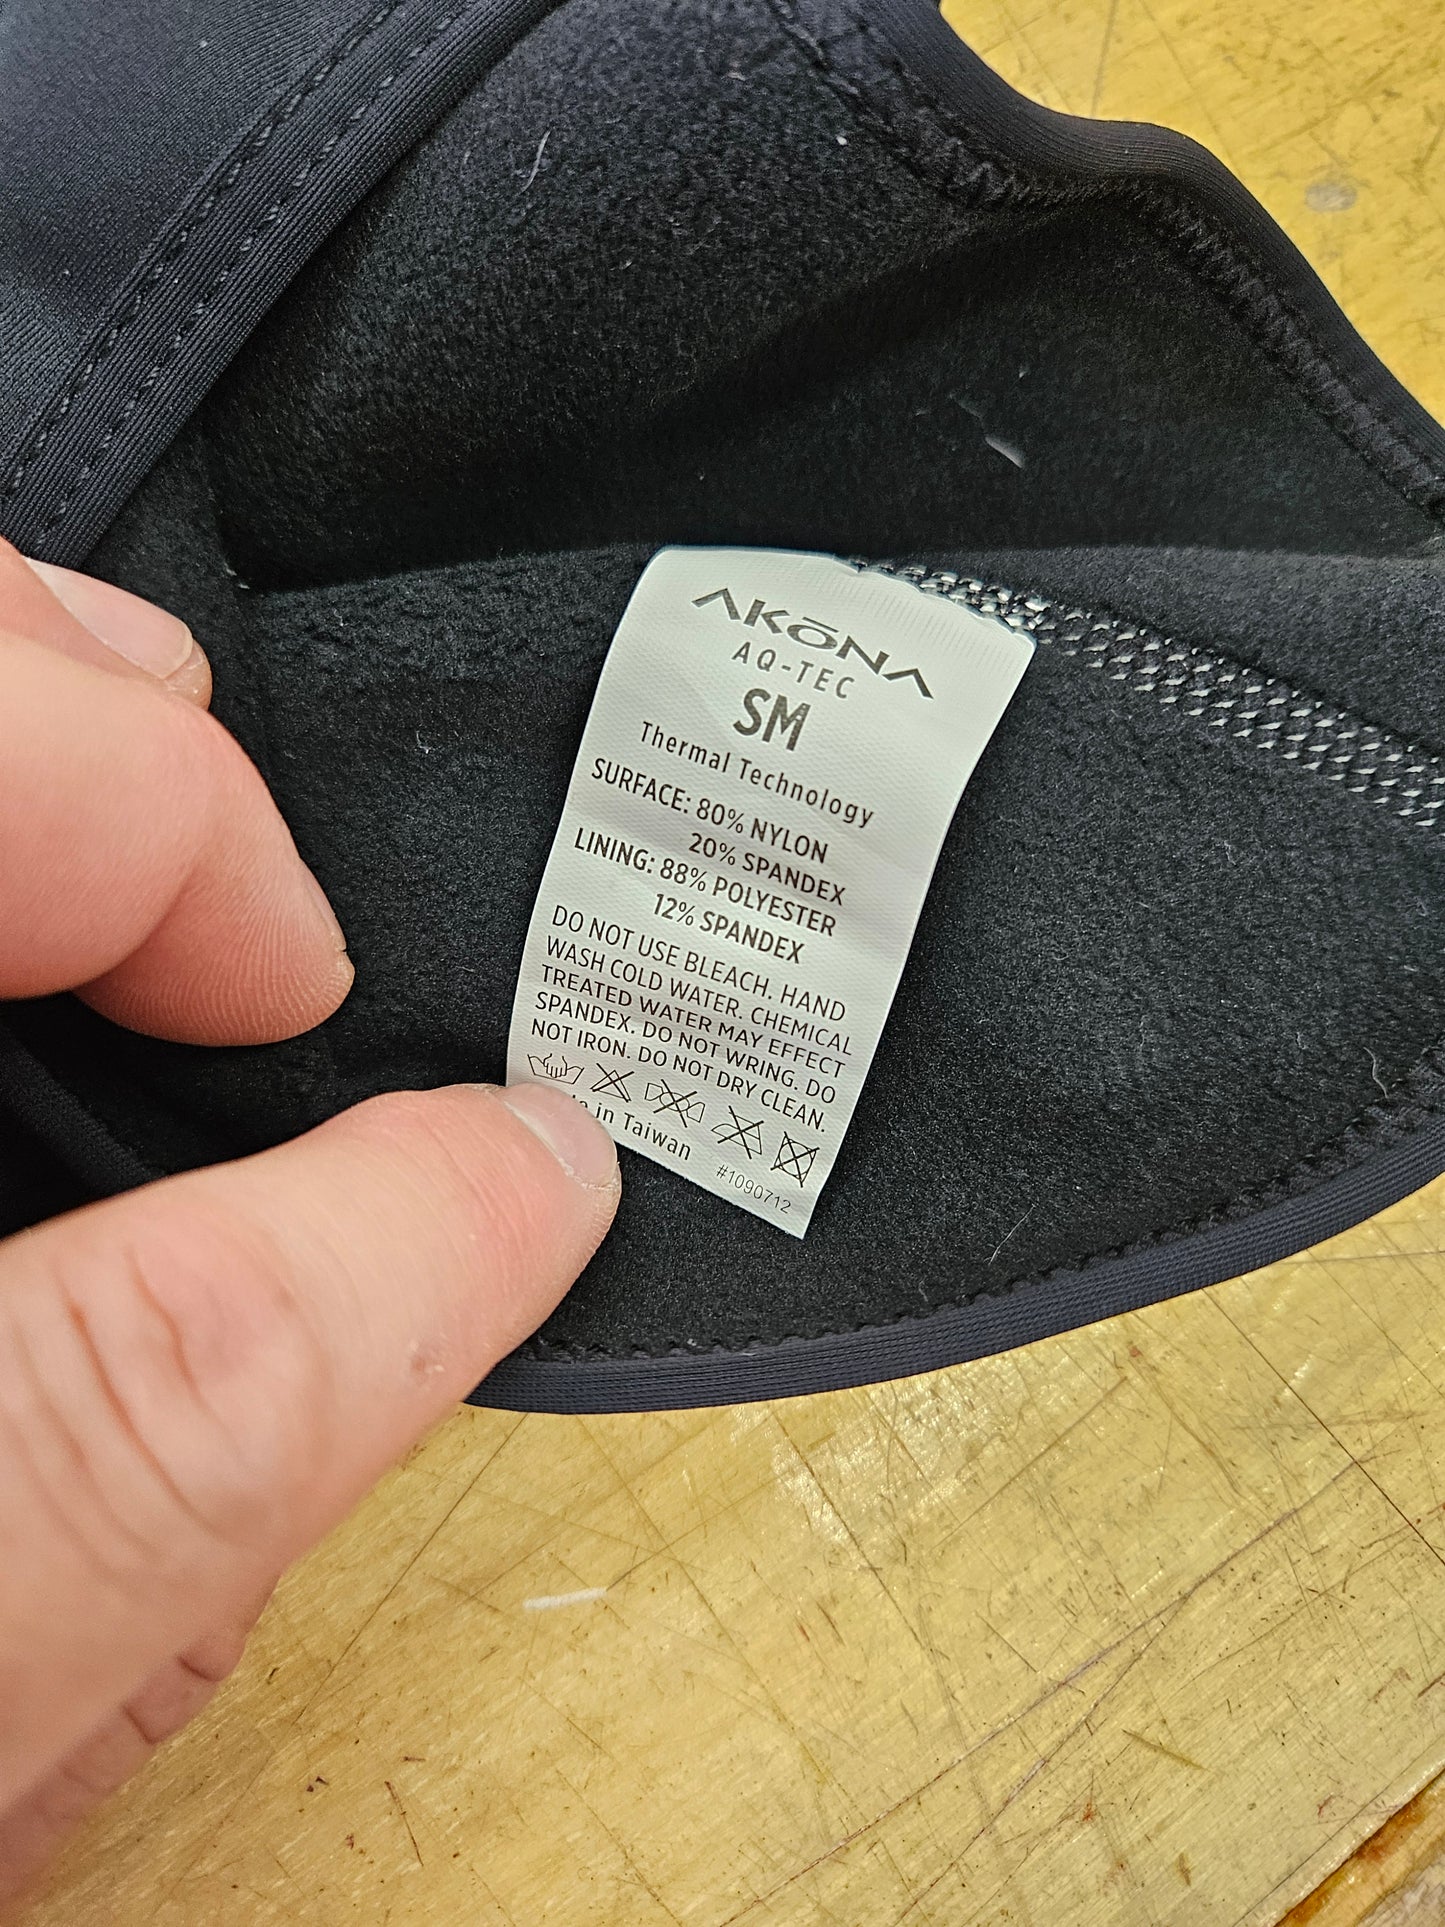 AKŌNA
AQ-TEC
SM
Thermal Technology
SURFACE: 80% NYLON
20% SPANDEX
LINING: 88% POLYESTER
12% SPANDEX
DO NOT USE BLEACH. HAND
WASH COLD WATER. CHEMICAL
TREATED WATER MAY EFFECT
SPANDEX. DO NOT WRING. DO
NOT IRON. DO NOT DRY CLEAN.
in Taiwan
#1090712